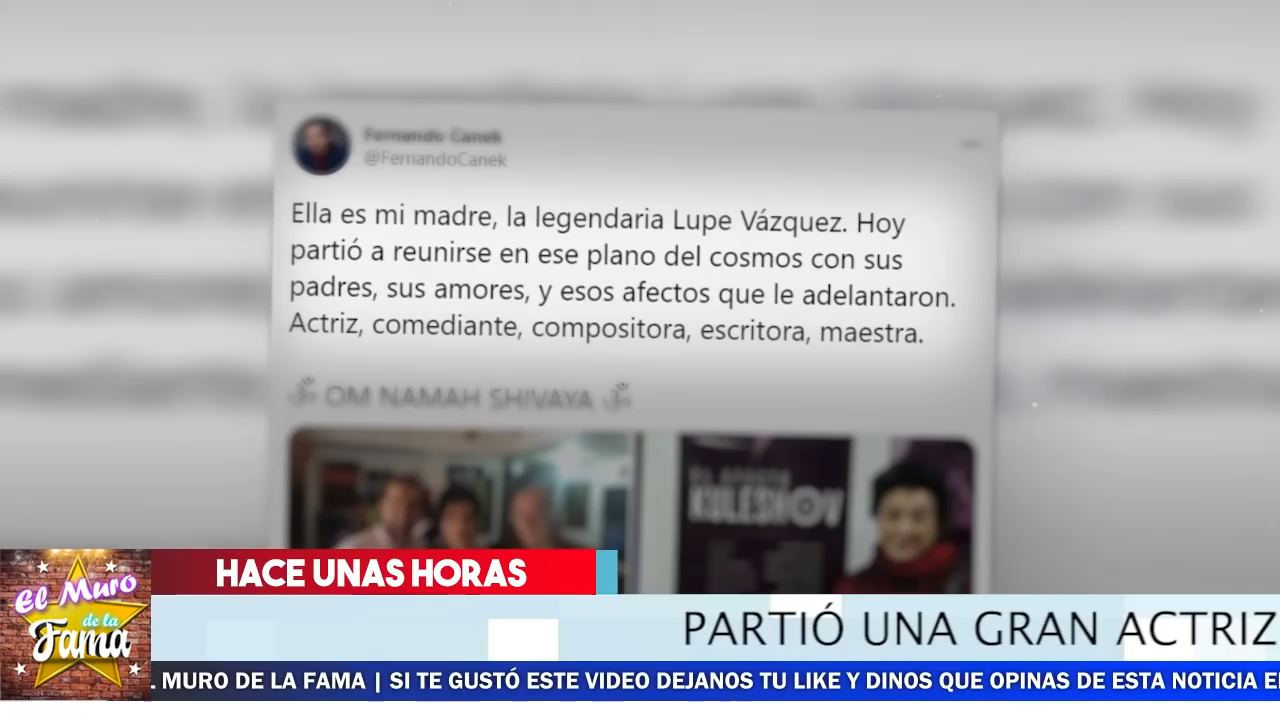 Fernando Canek
@FernandoCanek
Ella es mi madre, la legendaria Lupe Vázquez. Hoy
partió a reunirse en ese plano del cosmos con sus
padres, sus amores, y esos afectos que le adelantaron.
Actriz, comediante, compositora, escritora, maestra.
ॐ OM NAMAH SHIVAYA ॐ
KULESHOV
HACE UNAS HORAS
El Muro
de la
Fama
PARTIÓ UNA GRAN ACTRIZ
. MURO DE LA FAMA | SI TE GUSTÓ ESTE VIDEO DEJANOS TU LIKE Y DINOS QUE OPINAS DE ESTA NOTICIA